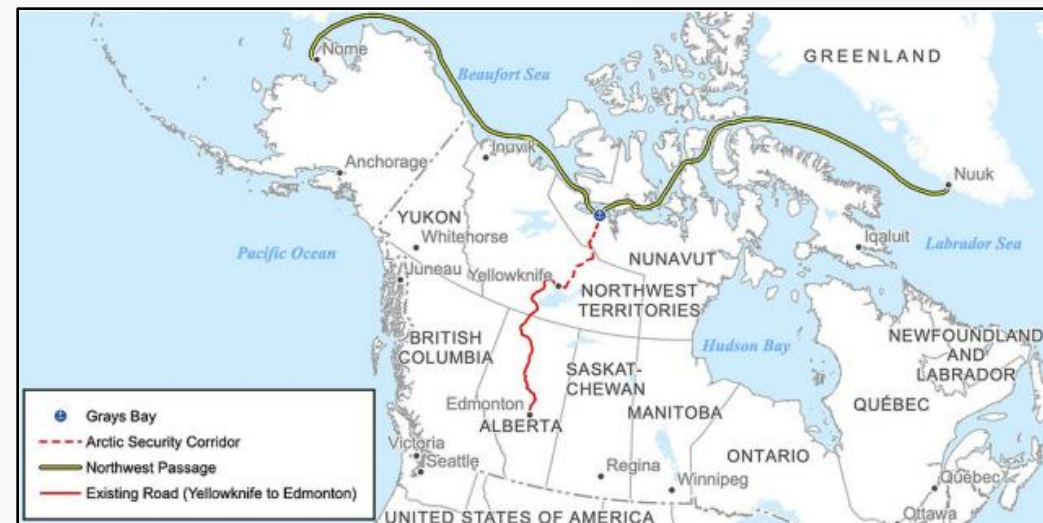 GREENLAND
Nome
Beaufort Sea
Inuvik
Nuuk
Anchorage
YUKON
Whitehorse
Iqaluit
Labrador Sea
Pacific Ocean
NUNAVUT
Juneau
Yellowknife
NORTHWEST
TERRITORIES
BRITISH
COLUMBIA
Hudson Bay
NEWFOUNDLAND
AND
LABRADOR
SASKAT-
CHEWAN
Edmonton
ALBERTA
MANITOBA
QUÉBEC
Grays Bay
Arctic Security Corridor
Northwest Passage
Existing Road (Yellowknife to Edmonton)
Victoria
Seattle
Regina
Winnipeg
ONTARIO
Québec
Ottawa
UNITED STATES OF AMERICA